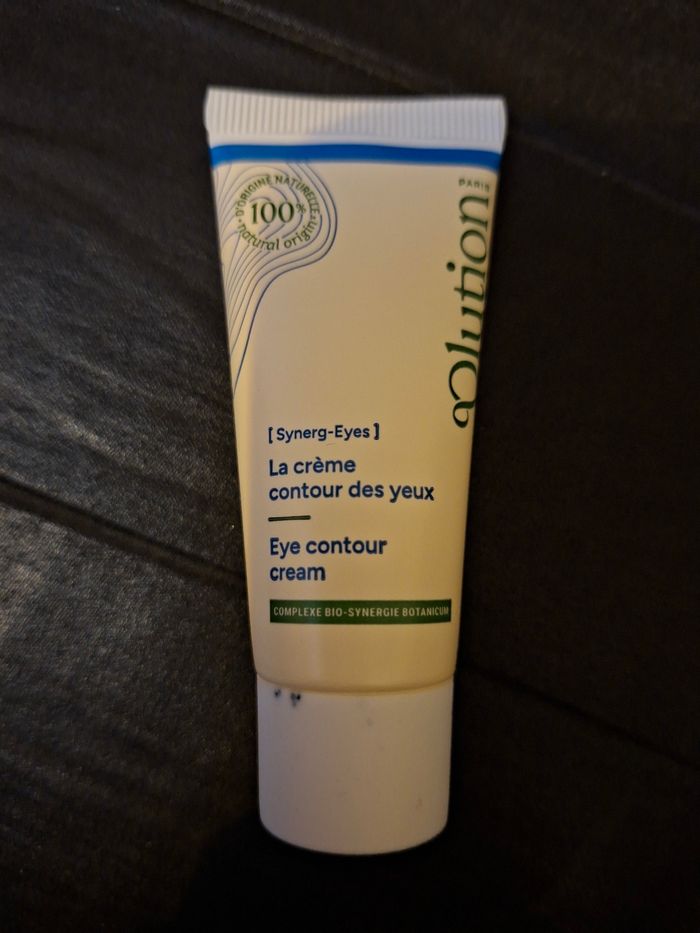 D'ORIGINE NATURELLE
100%
natural origin
Olution
PARIS
[ Synerg-Eyes ]
La crème
contour des yeux
Eye contour
cream
COMPLEXE BIO-SYNERGIE BOTANICUM